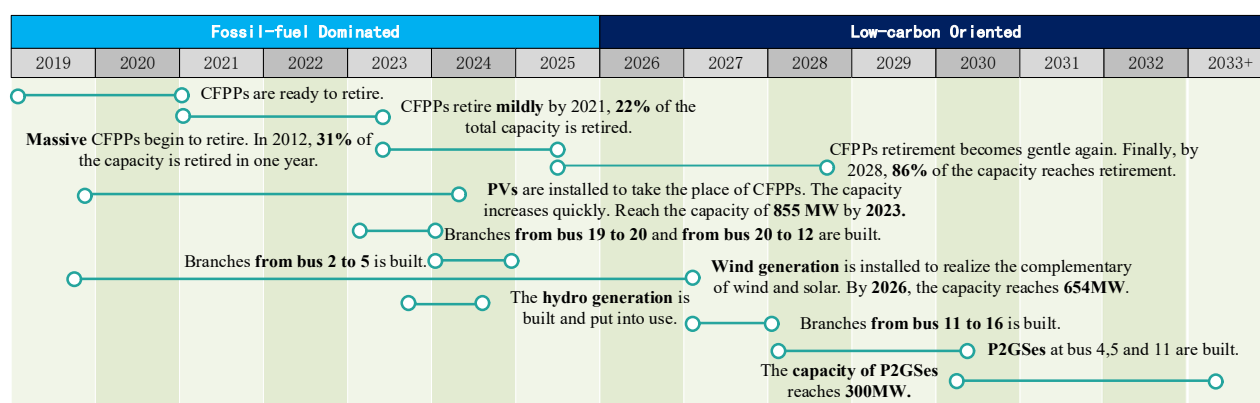 Fossil-fuel Dominated
Low-carbon Oriented
2019 2020 2021 2022 2023 2024 2025 2026 2027 2028 2029 2030 2031 2032 2033+
CFPPs are ready to retire.
CFPPs retire mildly by 2021, 22% of the
total capacity is retired.
Massive CFPPs begin to retire. In 2012, 31% of
the capacity is retired in one year.
CFPPs retirement becomes gentle again. Finally, by
2028, 86% of the capacity reaches retirement.
PVs are installed to take the place of CFPPs. The capacity
increases quickly. Reach the capacity of 855 MW by 2023.
Branches from bus 19 to 20 and from bus 20 to 12 are built.
Branches from bus 2 to 5 is built.
Wind generation is installed to realize the complementary
of wind and solar. By 2026, the capacity reaches 654MW.
The hydro generation is
built and put into use.
Branches from bus 11 to 16 is built.
P2GSes at bus 4,5 and 11 are built.
The capacity of P2GSes
reaches 300MW.